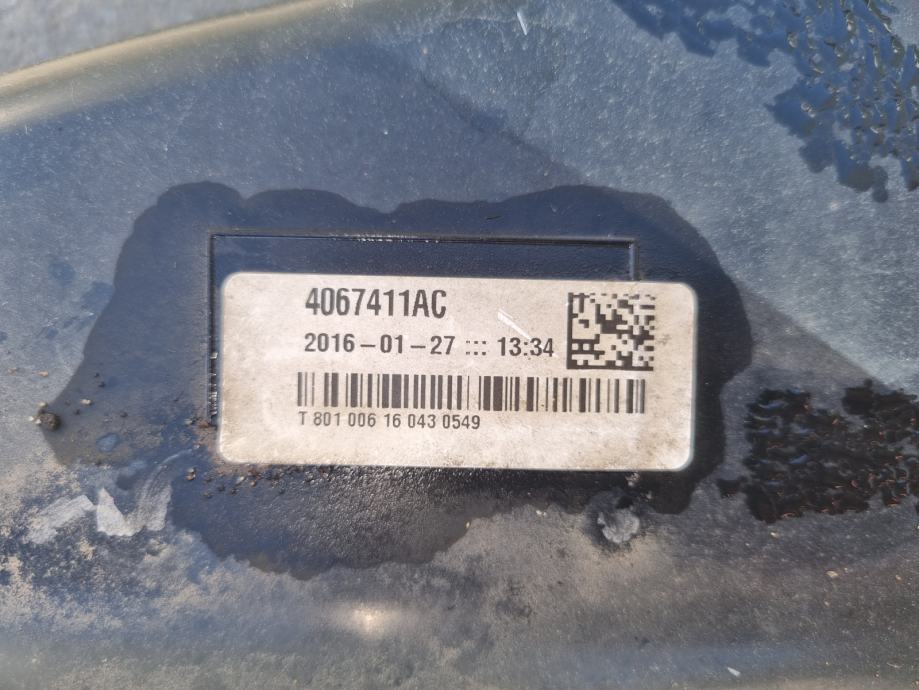 4067411AC
2016-01-27 ::: 13:34
T 801 006 16 043 0549